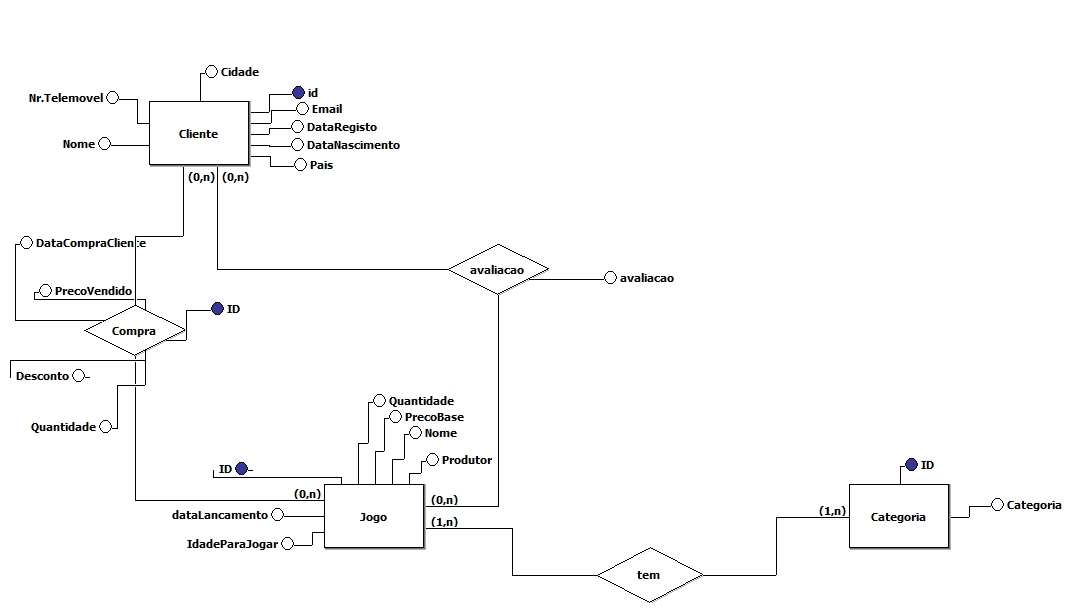 Cidade
Nr.Telemovel
id
Email
Cliente
DataRegisto
Nome
DataNascimento
Pais
(0,n)
(0,n)
DataCompraCliente
avaliacao
avaliacao
PrecoVendido
ID
Compra
Desconto
Quantidade
Quantidade
PrecoBase
Nome
Produtor
ID
ID
(0,n)
(0,n)
dataLancamento
Jogo
(1,n)
(1,n)
Categoria
Categoria
IdadeParaJogar
tem